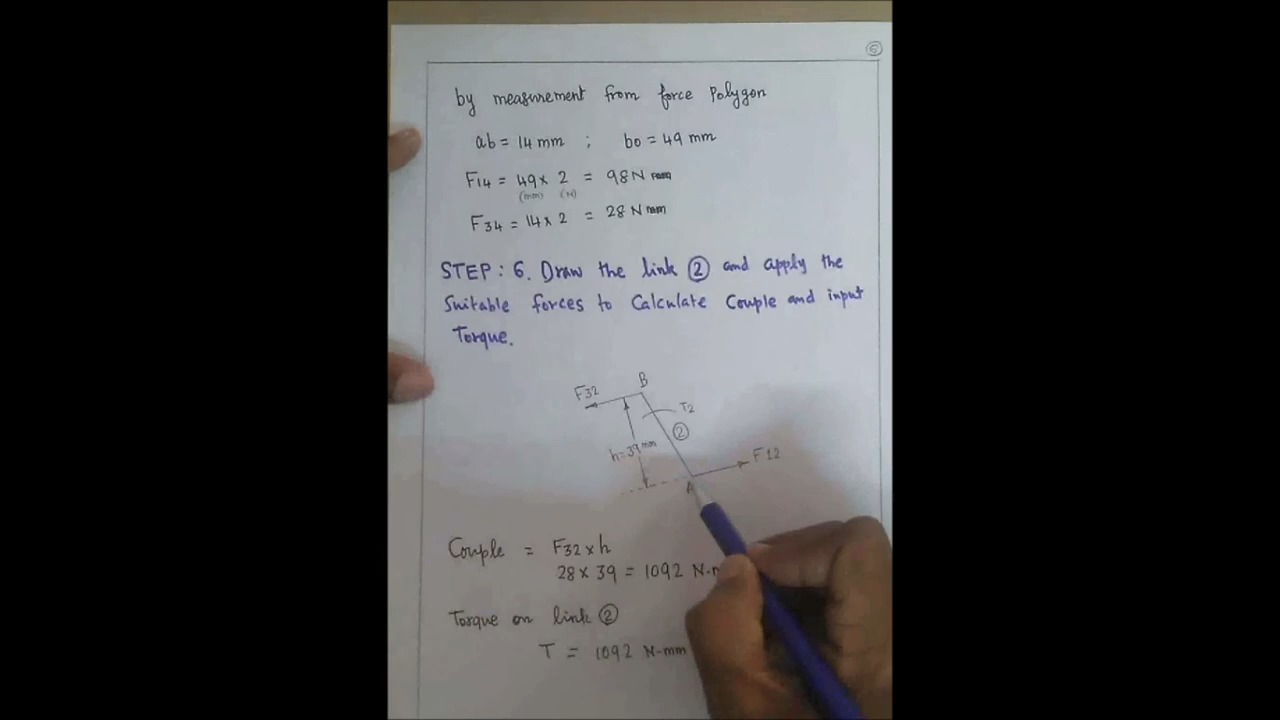 5
by measurement from force Polygon
ab = 14 mm ; bo = 49 mm
F14 = 49 x 2 = 98 N
(mm) (N)
F34 = 14 x 2 = 28 N
STEP: 6. Draw the link ② and apply the
Suitable forces to Calculate Couple and input
Torque.
B
F32
T2
②
h=39mm
F12
A
Couple = F32 x h
28 x 39 = 1092 N-m
Torque on link ②
T = 1092 N-mm